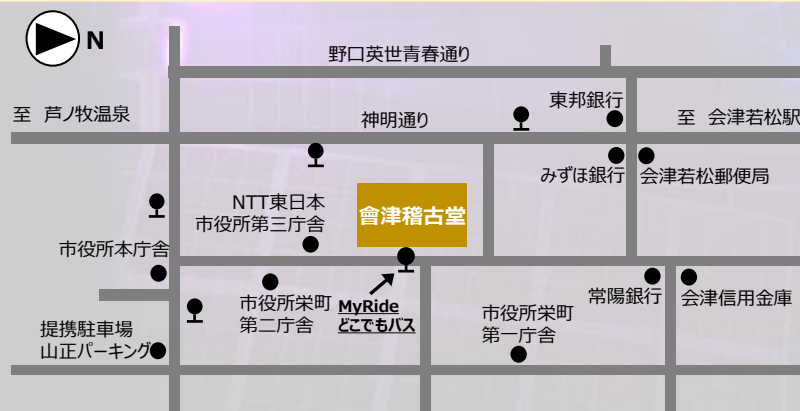 N
野口英世青春通り
至 芦ノ牧温泉
神明通り
東邦銀行
至 会津若松駅
みずほ銀行
会津若松郵便局
NTT東日本
市役所第三庁舎
會津稽古堂
市役所本庁舎
市役所栄町
第二庁舎
MyRide
どこでもバス
市役所栄町
第一庁舎
常陽銀行
会津信用金庫
提携駐車場
山正パーキング